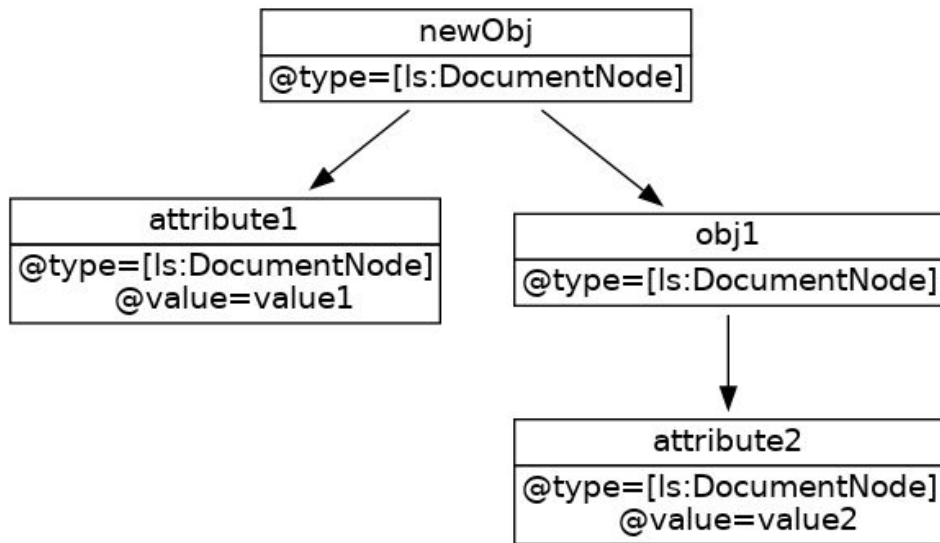 newObj
@type=[ls:DocumentNode]
attribute1
@type=[ls:DocumentNode]
@value=value1
obj1
@type=[ls:DocumentNode]
attribute2
@type=[ls:DocumentNode]
@value=value2